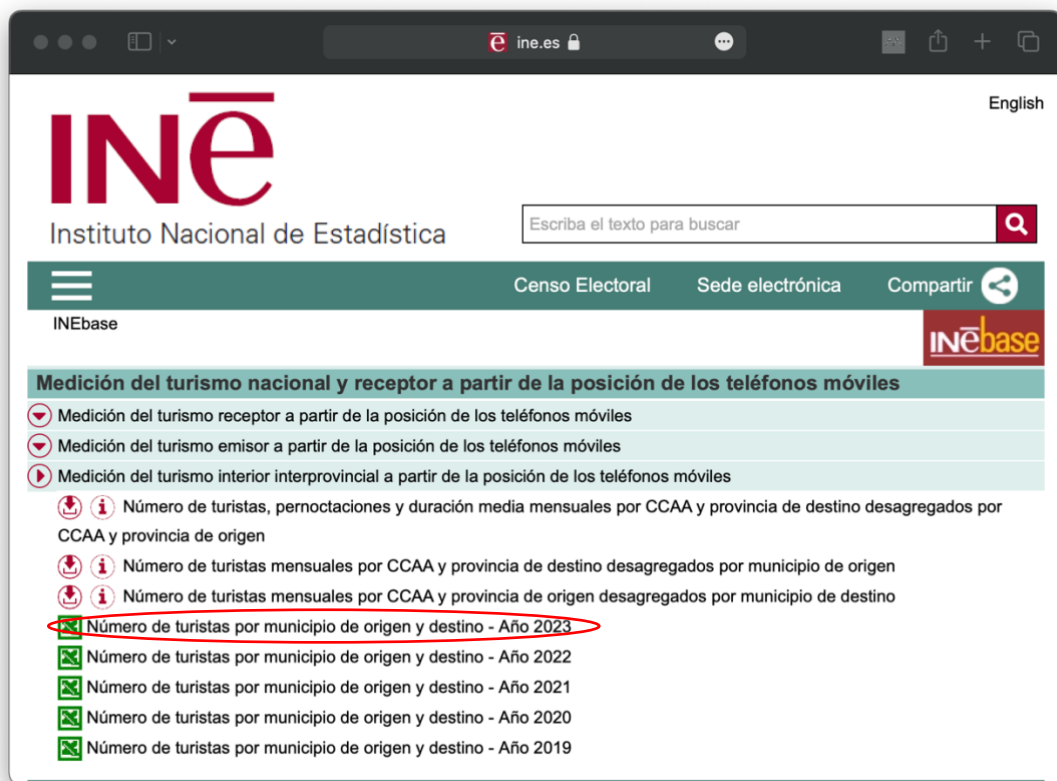 ine.es
English
INe
Instituto Nacional de Estadística
Escriba el texto para buscar
Censo Electoral Sede electrónica Compartir
INEbase
INebase
Medición del turismo nacional y receptor a partir de la posición de los teléfonos móviles
Medición del turismo receptor a partir de la posición de los teléfonos móviles
Medición del turismo emisor a partir de la posición de los teléfonos móviles
Medición del turismo interior interprovincial a partir de la posición de los teléfonos móviles
Número de turistas, pernoctaciones y duración media mensuales por CCAA y provincia de destino desagregados por
CCAA y provincia de origen
Número de turistas mensuales por CCAA y provincia de destino desagregados por municipio de origen
Número de turistas mensuales por CCAA y provincia de origen desagregados por municipio de destino
Número de turistas por municipio de origen y destino - Año 2023
Número de turistas por municipio de origen y destino - Año 2022
Número de turistas por municipio de origen y destino - Año 2021
Número de turistas por municipio de origen y destino - Año 2020
Número de turistas por municipio de origen y destino - Año 2019